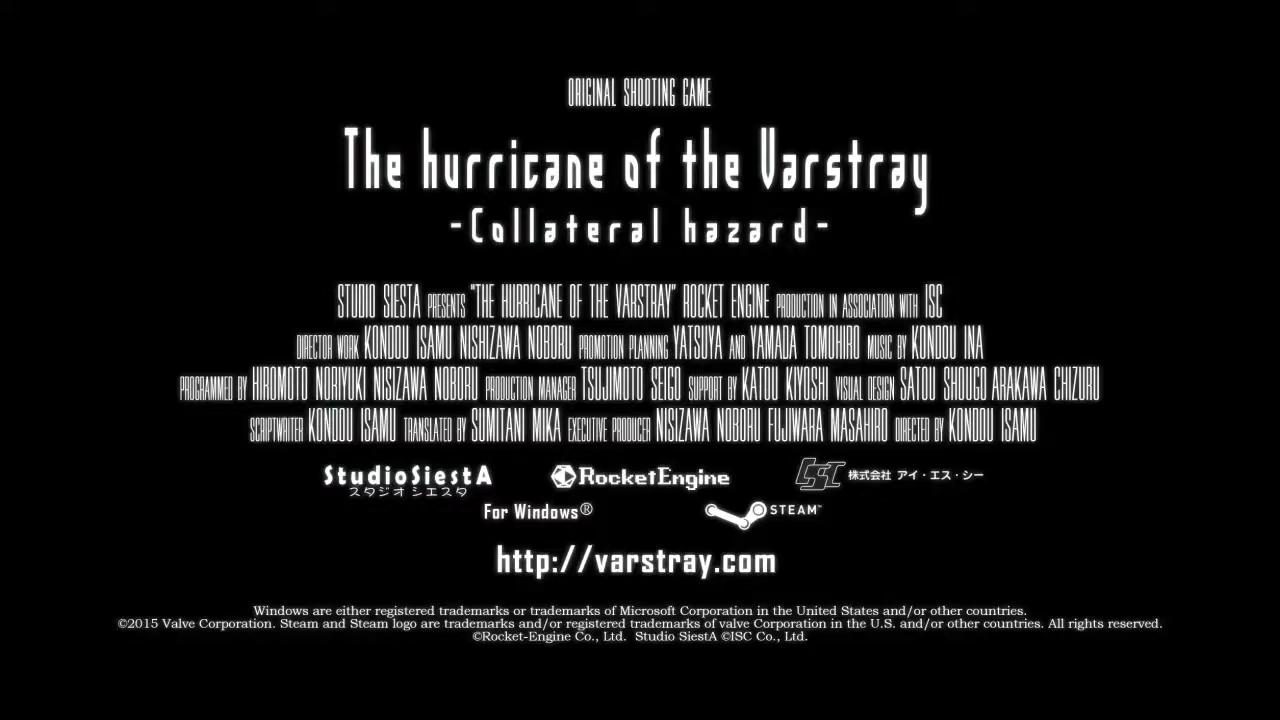 ORIGINAL SHOOTING GAME
The hurricane of the Varstray
-Collateral hazard-
STUDIO SIESTA PRESENTS "THE HURRICANE OF THE VARSTRAY" ROCKET ENGINE PRODUCTION IN ASSOCIATION WITH ISC
DIRECTOR WORK KONDOU ISAMU NISHIZAWA NOBORU PROMOTION PLANNING YATSUYA AND YAMADA TOMOHIRO MUSIC BY KONDOU INA
PROGRAMMED BY HIROMOTO NORIYUKI NISIZAWA NOBORU PRODUCTION MANAGER TSUJIMOTO SEIGO SUPPORT BY KATOU KIYOSHI VISUAL DESIGN SATOU SHOUGO ARAKAWA CHIZURU
SCRIPTWRITER KONDOU ISAMU TRANSLATED BY SUMITANI MIKA EXECUTIVE PRODUCER NISIZAWA NOBORU FUJIWARA MASAHIRO DIRECTED BY KONDOU ISAMU
StudioSiestA RocketEngine ISC 株式会社 アイ・エス・シー
スタジオシエスタ
For Windows® STEAM™
http://varstray.com
Windows are either registered trademarks or trademarks of Microsoft Corporation in the United States and/or other countries.
©2015 Valve Corporation. Steam and Steam logo are trademarks and/or registered trademarks of valve Corporation in the U.S. and/or other countries. All rights reserved.
©Rocket-Engine Co., Ltd. Studio SiestA ©ISC Co., Ltd.